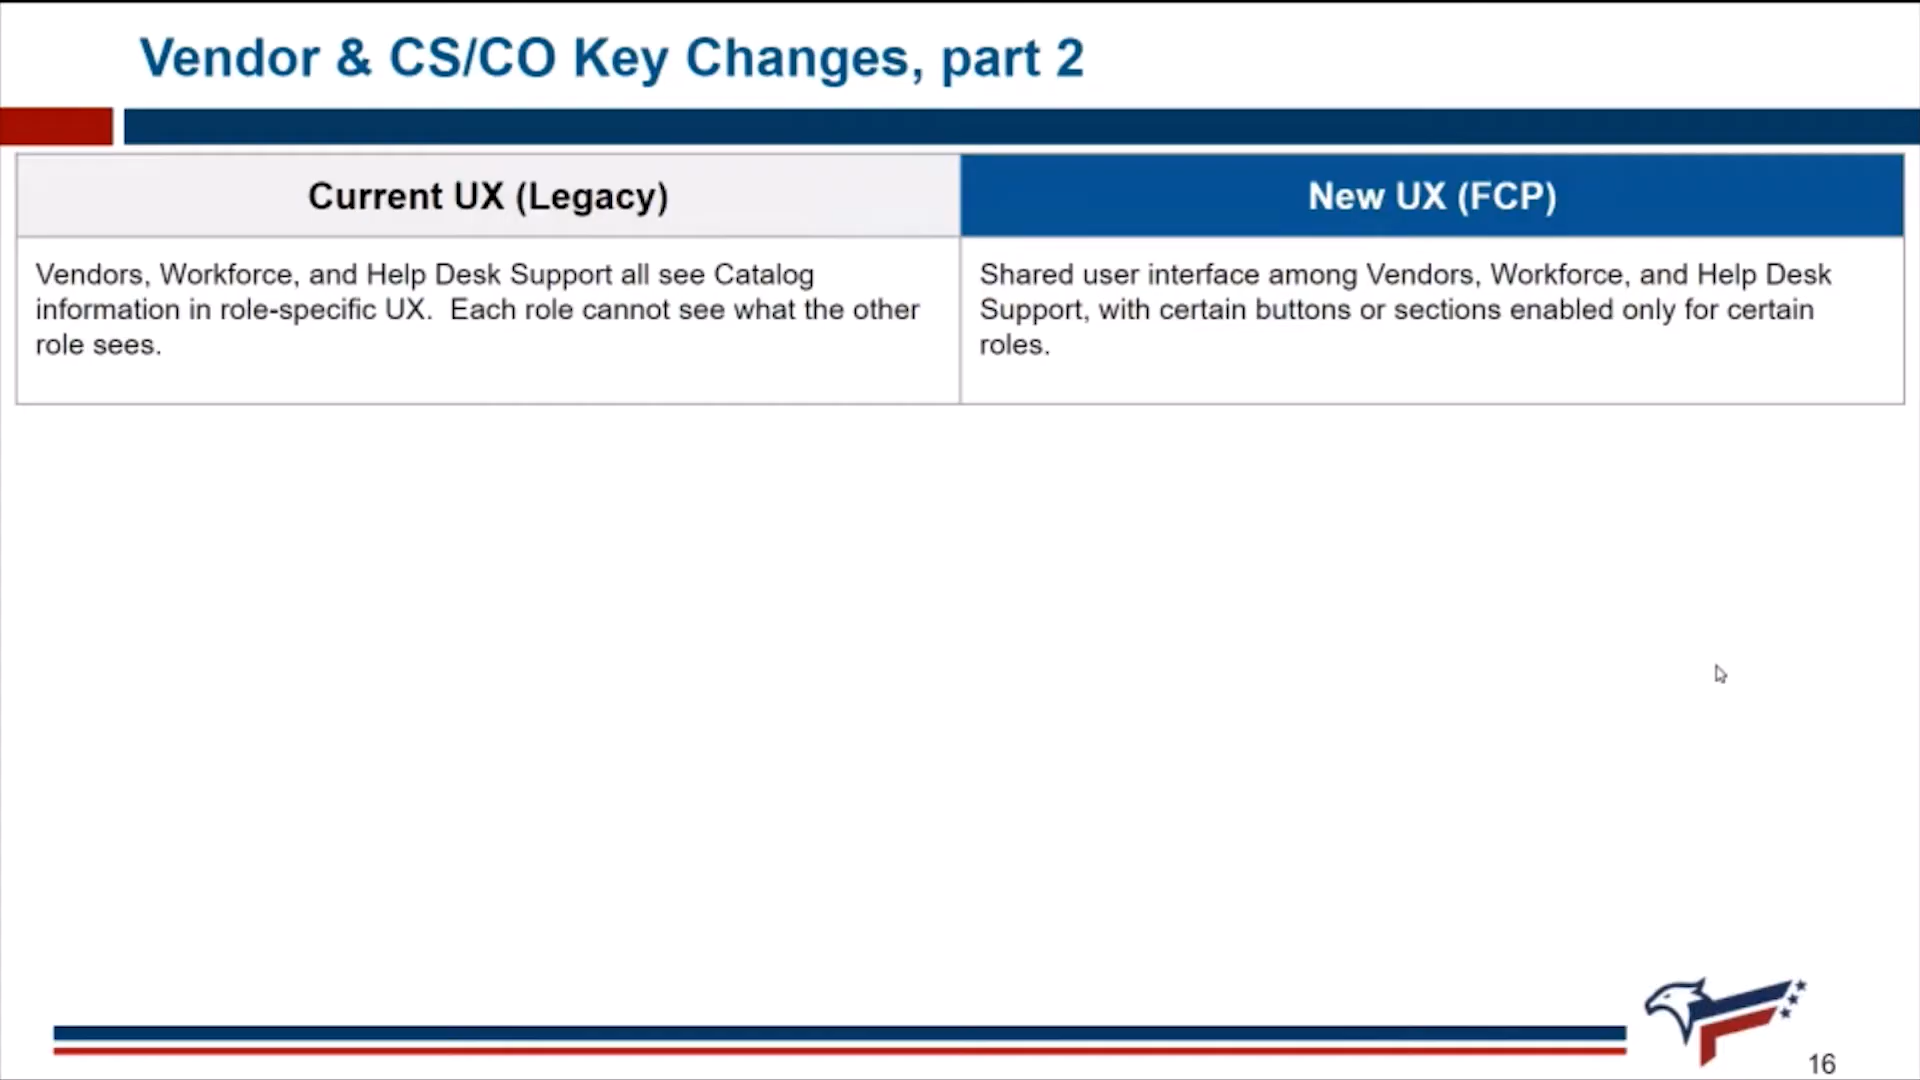 Vendor & CS/CO Key Changes, part 2
Current UX (Legacy)
New UX (FCP)
Vendors, Workforce, and Help Desk Support all see Catalog
information in role-specific UX.  Each role cannot see what the other
role sees.
Shared user interface among Vendors, Workforce, and Help Desk
Support, with certain buttons or sections enabled only for certain
roles.
16